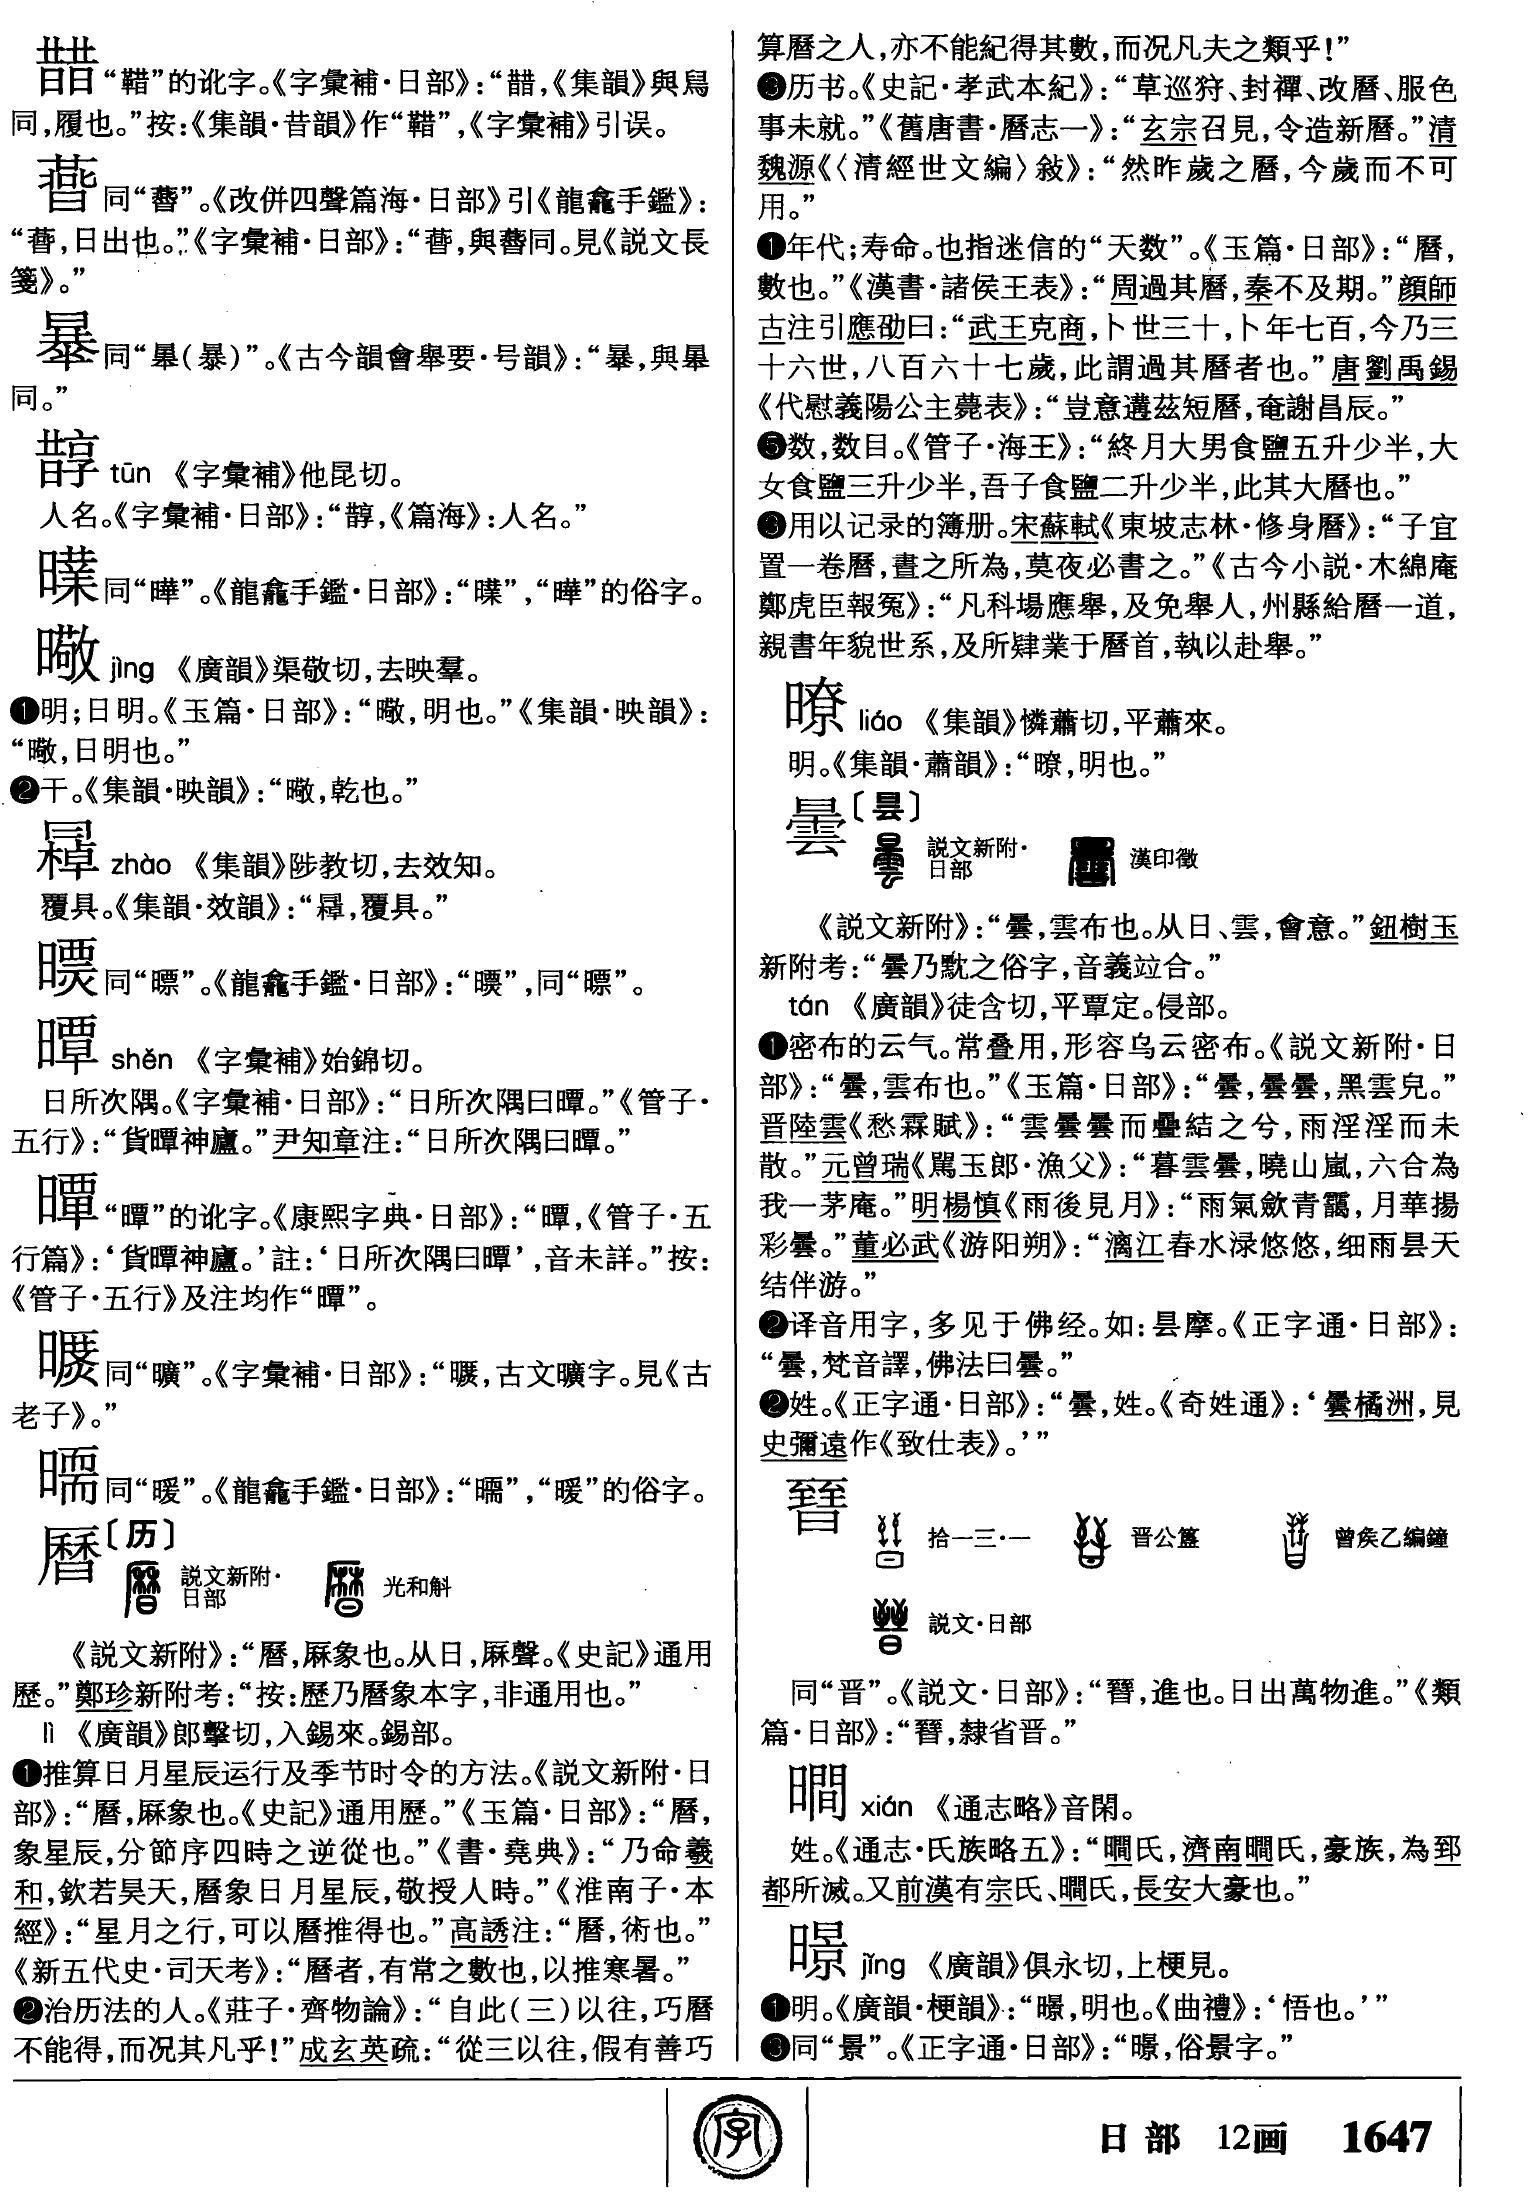 “𩋡”的讹字。《字彙補·日部》：“，《集韻》與舄
同，履也。”按：《集韻·昔韻》作“”，《字彙補》引误。
同“”。《改併四聲篇海·日部》引《龍龕手鑑》：
“，日出也。”《字彙補·日部》：“，與同。見《説文長
箋》。”
同“㬥（暴）”。《古今韻會舉要·号韻》：“，與㬥
同。”
tūn 《字彙補》他昆切。
人名。《字彙補·日部》：“，《篇海》：人名。”
同“曄”。《龍龕手鑑·日部》：“”，“曄”的俗字。
暾 jìng 《廣韻》渠敬切，去映羣。
❶明；日明。《玉篇·日部》：“，明也。”《集韻·映韻》：
“，日明也。”
❷干。《集韻·映韻》：“，乾也。”
zhào 《集韻》陟教切，去效知。
覆具。《集韻·效韻》：“，覆具。”
同“㬓”。《龍龕手鑑·日部》：“”，同“㬓”。
shěn 《字彙補》始錦切。
日所次隅。《字彙補·日部》：“日所次隅曰㬎。”《管子·
五行》：“貨曋神廬。”尹知章注：“日所次隅曰曋。”
“曋”的讹字。《康熙字典·日部》：“，《管子·五
行篇》：‘貨神廬。’註：‘日所次隅曰’，音未詳。”按：
《管子·五行》及注均作“曋”。
同“曠”。《字彙補·日部》：“，古文曠字。見《古
老子》。”
同“暖”。《龍龕手鑑·日部》：“”，“暖”的俗字。
曆〔历〕
説文新附·日部 光和斛
《説文新附》：“曆，厤象也。从日，厤聲。《史記》通用
歷。”鄭珍新附考：“按：歷乃曆象本字，非通用也。”
lì 《廣韻》郎擊切，入錫來。錫部。
❶推算日月星辰运行及季节时令的方法。《説文新附·日
部》：“曆，厤象也。《史記》通用歷。”《玉篇·日部》：“曆，
象星辰，分節序四時之逆從也。”《書·堯典》：“乃命羲
和，欽若昊天，曆象日月星辰，敬授人時。”《淮南子·本
經》：“星月之行，可以曆推得也。”高誘注：“曆，術也。”
《新五代史·司天考》：“曆者，有常之數也，以推寒暑。”
❷治历法的人。《莊子·齊物論》：“自此（三）以往，巧曆
不能得，而况其凡乎！”成玄英疏：“從三以往，假有善巧
算曆之人，亦不能紀得其數，而况凡夫之類乎！”
❸历书。《史記·孝武本紀》：“草巡狩、封禪、改曆、服色
事未就。”《舊唐書·曆志一》：“玄宗召見，令造新曆。”清
魏源《〈清經世文編〉敍》：“然昨歲之曆，今歲而不可
用。”
❶年代；寿命。也指迷信的“天数”。《玉篇·日部》：“曆，
數也。”《漢書·諸侯王表》：“周過其曆，秦不及期。”顔師
古注引應劭曰：“武王克商，卜世三十，卜年七百，今乃三
十六世，八百六十七歲，此謂過其曆者也。”唐劉禹錫
《代慰義陽公主薨表》：“豈意遘茲短曆，奄謝昌辰。”
❺数，数目。《管子·海王》：“終月大男食鹽五升少半，大
女食鹽三升少半，吾子食鹽二升少半，此其大曆也。”
❸用以记录的簿册。宋蘇軾《東坡志林·修身曆》：“子宜
置一卷曆，晝之所為，莫夜必書之。”《古今小説·木綿庵
鄭虎臣報冤》：“凡科場應舉，及免舉人，州縣給曆一道，
親書年貌世系，及所肄業于曆首，執以赴舉。”
暸 liáo 《集韻》憐蕭切，平蕭來。
明。《集韻·蕭韻》：“暸，明也。”
曇〔昙〕
説文新附·日部 漢印徵
《説文新附》：“曇，雲布也。从日、雲，會意。”鈕樹玉
新附考：“曇乃黕之俗字，音義竝合。”
tán 《廣韻》徒含切，平覃定。侵部。
❶密布的云气。常叠用，形容乌云密布。《説文新附·日
部》：“曇，雲布也。”《玉篇·日部》：“曇，曇曇，黑雲皃。”
晋陸雲《愁霖賦》：“雲曇曇而疊結之兮，雨淫淫而未
散。”元曾瑞《駡玉郎·漁父》：“暮雲曇，曉山嵐，六合為
我一茅庵。”明楊慎《雨後見月》：“雨氣歛青靄，月華揚
彩曇。”董必武《游阳朔》：“漓江春水渌悠悠，细雨昙天
结伴游。”
❷译音用字，多见于佛经。如：昙摩。《正字通·日部》：
“曇，梵音譯，佛法曰曇。”
❷姓。《正字通·日部》：“曇，姓。《奇姓通》：‘曇橘洲，見
史彌遠作《致仕表》。’”
㬜 拾一三·一 晋公𥂴 曾矦乙編鐘
説文·日部
同“晋”。《説文·日部》：“㬜，進也。日出萬物進。”《類
篇·日部》：“㬜，隸省晋。”
瞷 xián 《通志略》音閑。
姓。《通志·氏族略五》：“瞷氏，濟南瞷氏，豪族，為郅
都所滅。又前漢有宗氏、瞷氏，長安大豪也。”
暻 jǐng 《廣韻》俱永切，上梗見。
❶明。《廣韻·梗韻》：“暻，明也。《曲禮》：‘悟也。’”
❸同“景”。《正字通·日部》：“暻，俗景字。”
字
日部 12画 1647